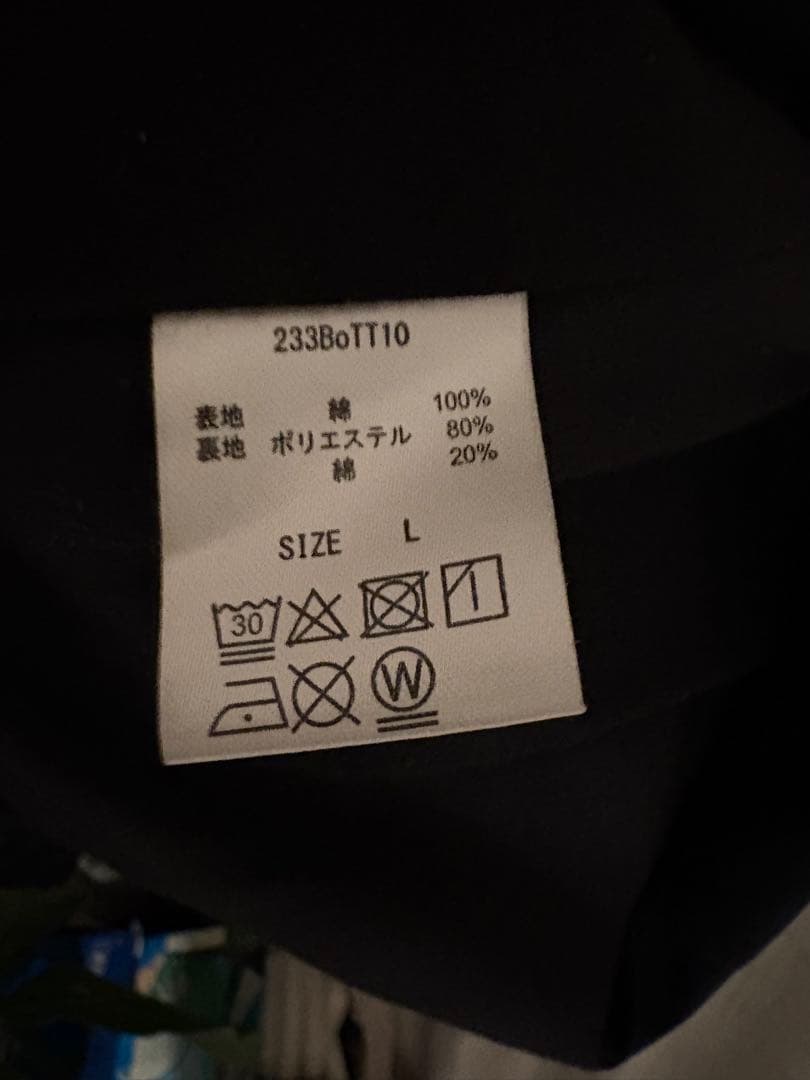 233BoTT10
表地 綿 100%
裏地 ポリエステル 80%
綿 20%
SIZE L
30
W